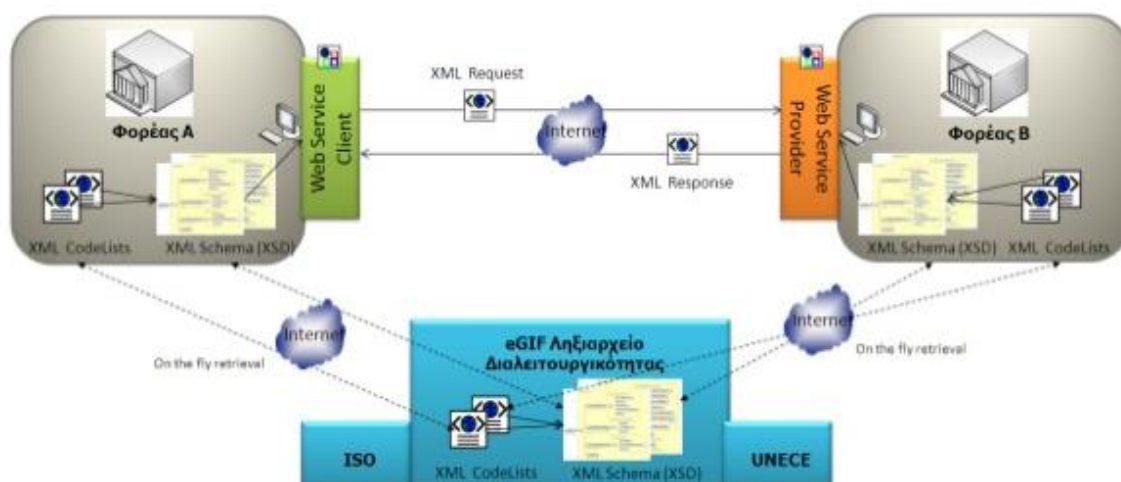 Φορέας Α
Web Service Client
XML Request
Internet
XML Response
Web Service Provider
Φορέας Β
XML CodeLists
XML Schema (XSD)
XML Schema (XSD)
XML CodeLists
Internet
On the fly retrieval
Internet
On the fly retrieval
eGIF Ληξιαρχείο
Διαλειτουργικότητας
ISO
XML CodeLists
XML Schema (XSD)
UNECE